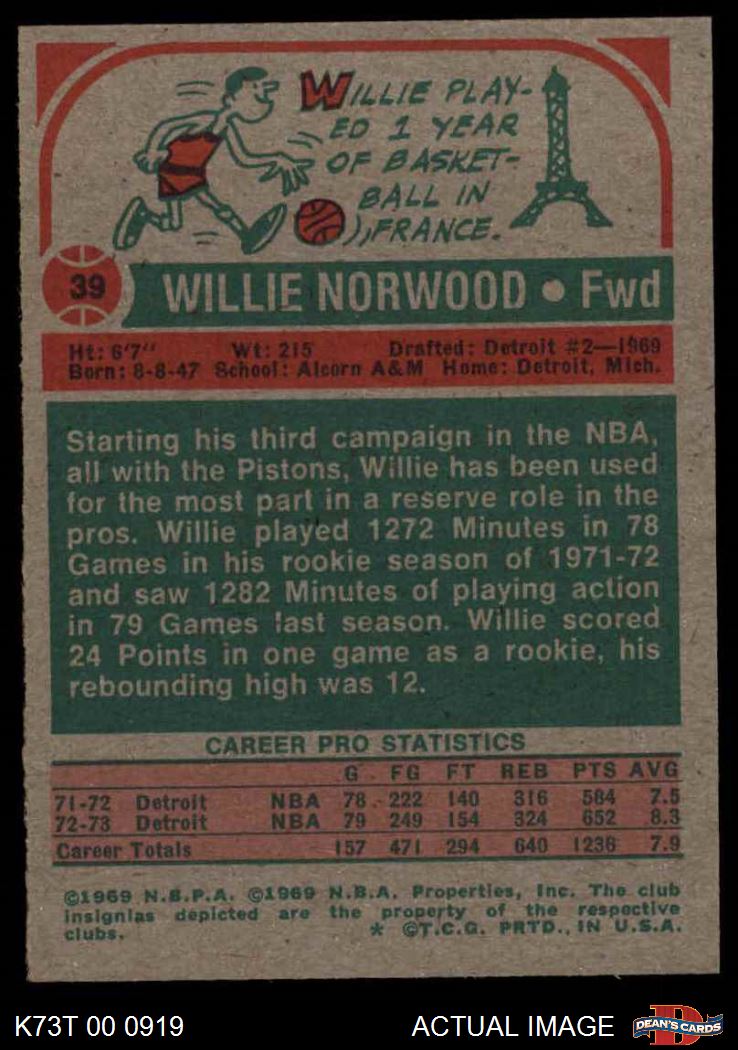 WILLIE PLAY-
ED 1 YEAR
OF BASKET-
BALL IN
FRANCE.
39
WILLIE NORWOOD • Fwd
Ht: 6'7" Wt: 215 Drafted: Detroit #2—1969
Born: 8-8-47 School: Alcorn A&M Home: Detroit, Mich.
Starting his third campaign in the NBA,
all with the Pistons, Willie has been used
for the most part in a reserve role in the
pros. Willie played 1272 Minutes in 78
Games in his rookie season of 1971-72
and saw 1282 Minutes of playing action
in 79 Games last season. Willie scored
24 Points in one game as a rookie, his
rebounding high was 12.
CAREER PRO STATISTICS
G FG FT REB PTS AVG
71-72 Detroit NBA 78 222 140 316 584 7.5
72-73 Detroit NBA 79 249 154 324 652 8.3
Career Totals 157 471 294 640 1236 7.9
©1969 N.B.P.A. ©1969 N.B.A. Properties, Inc. The club
insignias depicted are the property of the respective
clubs. * ©T.C.G. PRTD., IN U.S.A.
K73T 00 0919 ACTUAL IMAGE
D
DEAN'S CARDS